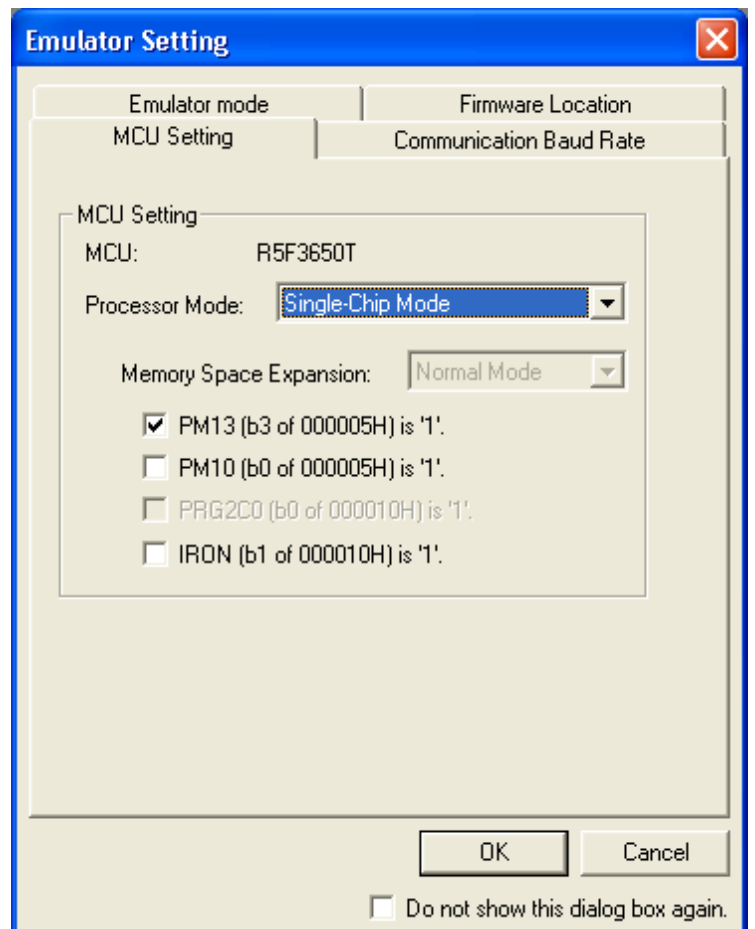 Emulator Setting
Emulator mode
Firmware Location
MCU Setting
Communication Baud Rate
MCU Setting
MCU: R5F3650T
Processor Mode: Single-Chip Mode
Memory Space Expansion: Normal Mode
PM13 (b3 of 000005H) is '1'.
PM10 (b0 of 000005H) is '1'.
PRG2C0 (b0 of 000010H) is '1'.
IRON (b1 of 000010H) is '1'.
OK
Cancel
Do not show this dialog box again.